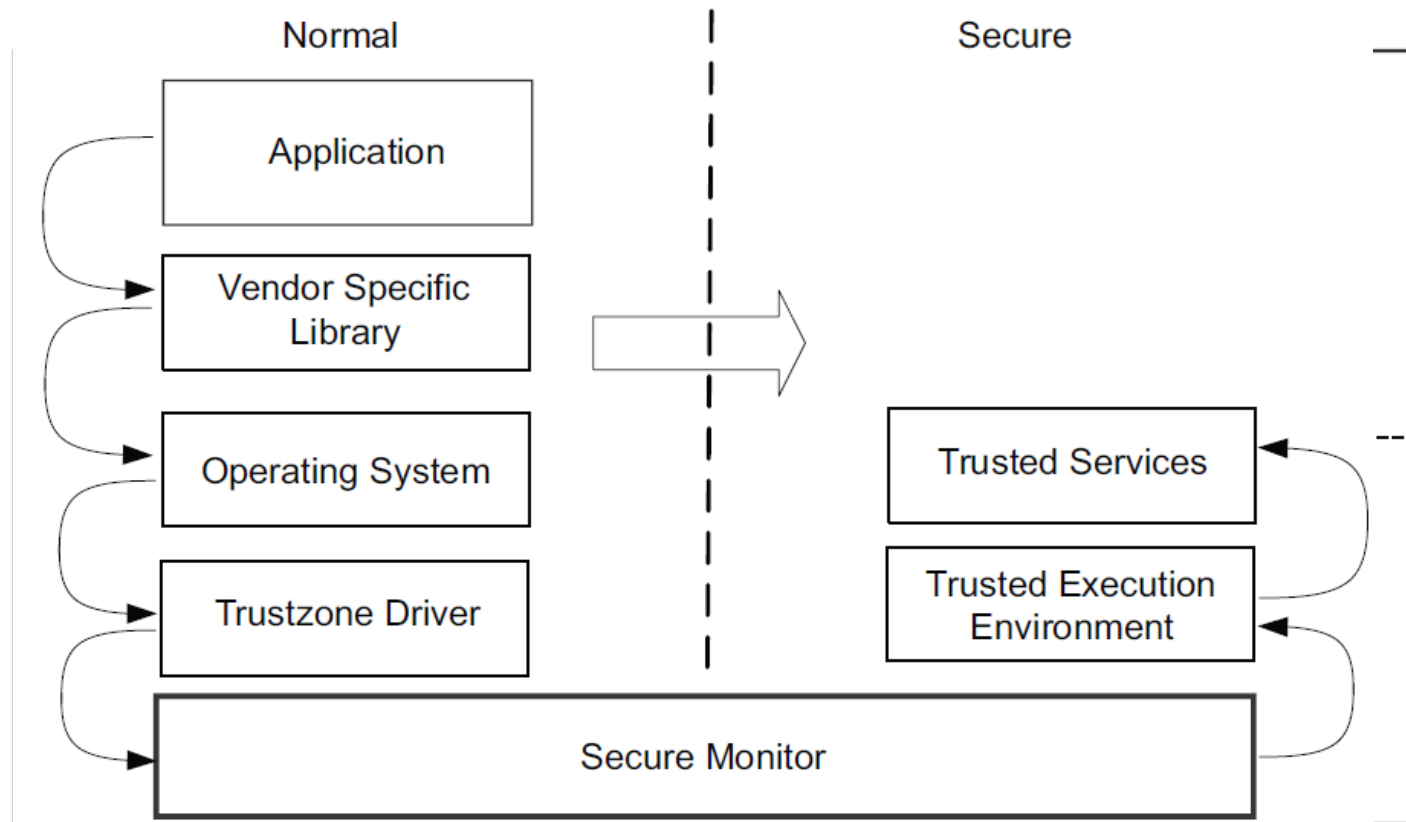 Normal
Secure
Application
Vendor Specific
Library
Operating System
Trusted Services
Trustzone Driver
Trusted Execution
Environment
Secure Monitor